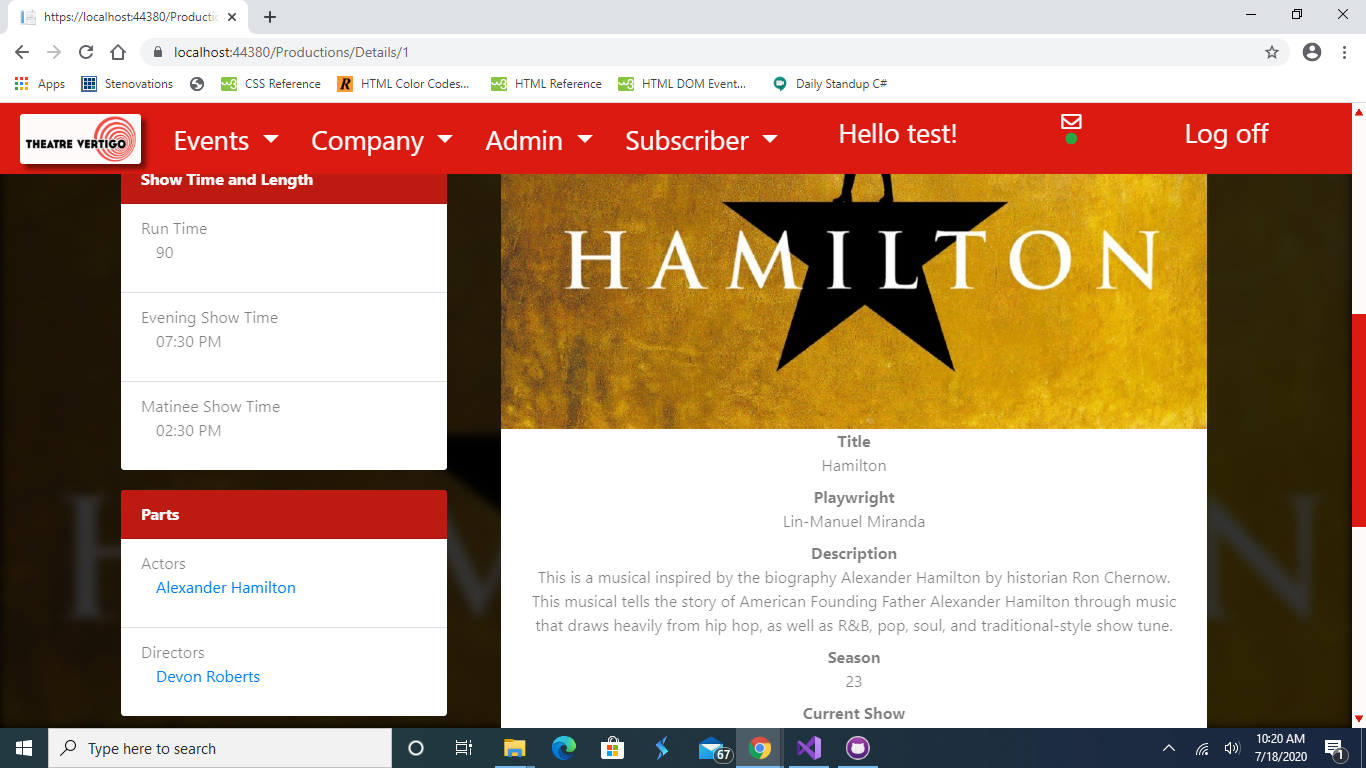 https://localhost:44380/Productio
localhost:44380/Productions/Details/1
Apps
Stenovations
CSS Reference
R
HTML Color Codes...
HTML Reference
HTML DOM Event...
Daily Standup C#
THEATRE VERTIGO
Events
Company
Admin
Subscriber
Hello test!
Log off
Show Time and Length
Run Time
90
Evening Show Time
07:30 PM
Matinee Show Time
02:30 PM
Parts
Actors
Alexander Hamilton
Directors
Devon Roberts
HAMILTON
Title
Hamilton
Playwright
Lin-Manuel Miranda
Description
This is a musical inspired by the biography Alexander Hamilton by historian Ron Chernow.
This musical tells the story of American Founding Father Alexander Hamilton through music
that draws heavily from hip hop, as well as R&B, pop, soul, and traditional-style show tune.
Season
23
Current Show
Type here to search
67
10:20 AM
7/18/2020
1